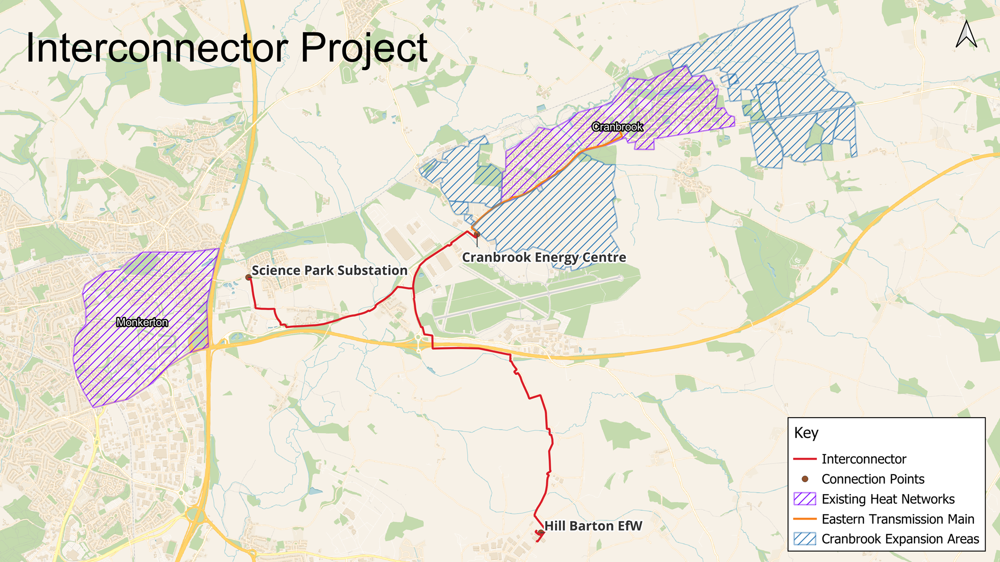 Interconnector Project
Cranbrook
Cranbrook Energy Centre
Science Park Substation
Monkerton
Hill Barton EfW
Key
Interconnector
Connection Points
Existing Heat Networks
Eastern Transmission Main
Cranbrook Expansion Areas